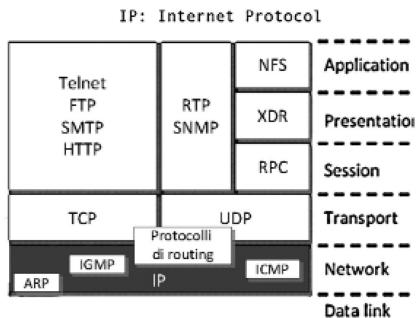 IP: Internet Protocol
Telnet
FTP
SMTP
HTTP
RTP
SNMP
NFS
XDR
RPC
Application
Presentation
Session
TCP
UDP
Transport
Protocolli
di routing
IGMP
ICMP
ARP
IP
Network
Data link